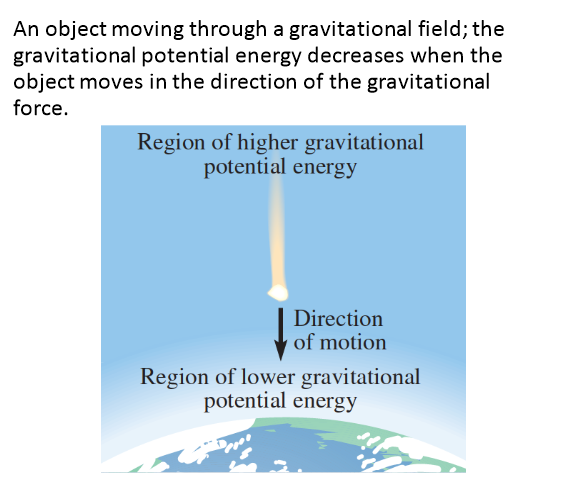 An object moving through a gravitational field; the
gravitational potential energy decreases when the
object moves in the direction of the gravitational
force.
Region of higher gravitational
potential energy
Direction
of motion
Region of lower gravitational
potential energy